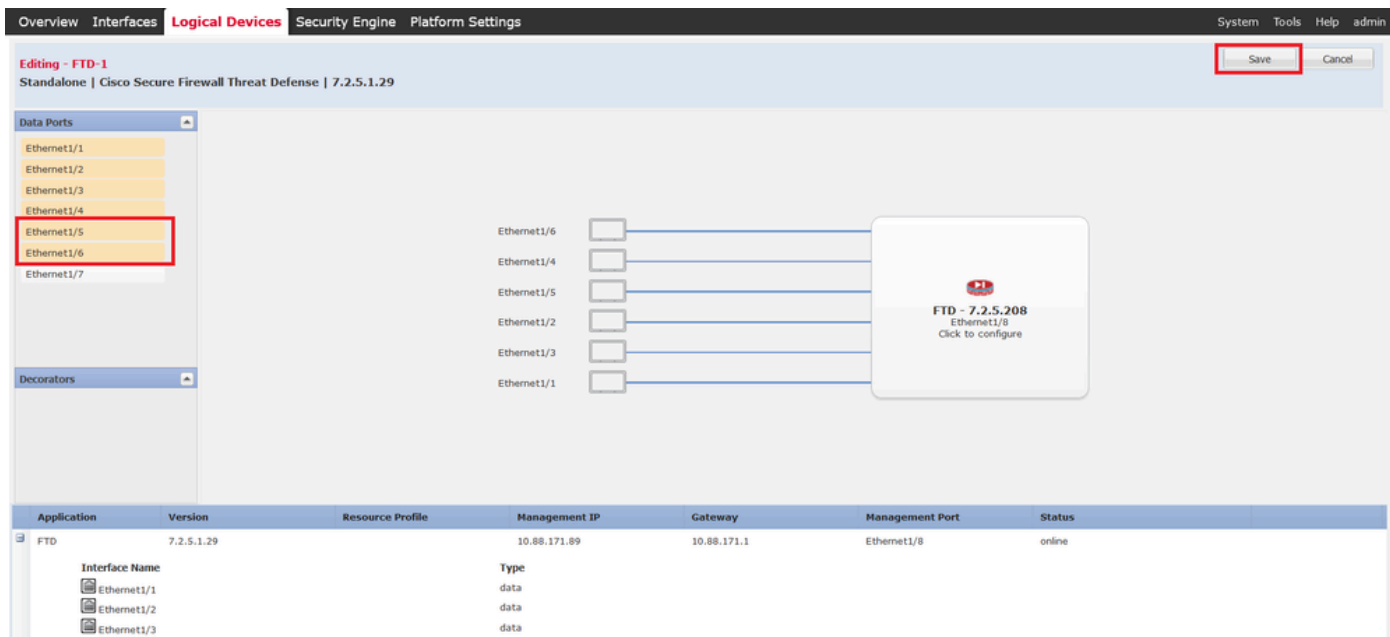 Overview Interfaces Logical Devices Security Engine Platform Settings System Tools Help admin
Editing - FTD-1
Standalone | Cisco Secure Firewall Threat Defense | 7.2.5.1.29
Save Cancel
Data Ports
Ethernet1/1
Ethernet1/2
Ethernet1/3
Ethernet1/4
Ethernet1/5
Ethernet1/6
Ethernet1/7
Decorators
Ethernet1/6
Ethernet1/4
Ethernet1/5
Ethernet1/2
Ethernet1/3
Ethernet1/1
FTD - 7.2.5.208
Ethernet1/8
Click to configure
Application Version Resource Profile Management IP Gateway Management Port Status
FTD 7.2.5.1.29 10.88.171.89 10.88.171.1 Ethernet1/8 online
Interface Name Type
Ethernet1/1 data
Ethernet1/2 data
Ethernet1/3 data